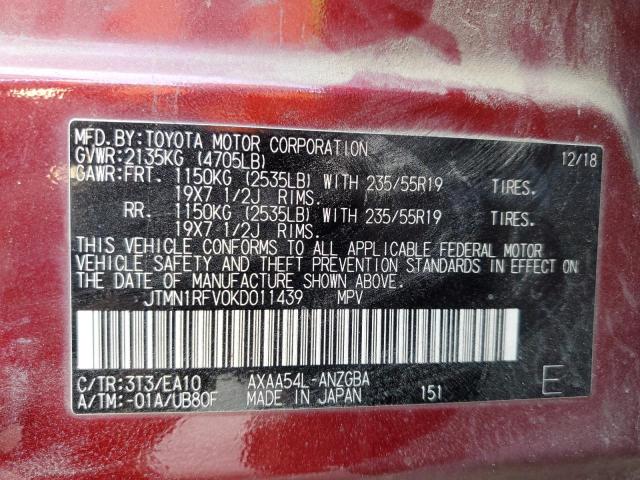 MFD.BY:TOYOTA MOTOR CORPORATION 12/18
GVWR:2135KG (4705LB)
GAWR:FRT. 1150KG (2535LB) WITH 235/55R19 TIRES.
19X7 1/2J RIMS.
RR. 1150KG (2535LB) WITH 235/55R19 TIRES.
19X7 1/2J RIMS.
THIS VEHICLE CONFORMS TO ALL APPLICABLE FEDERAL MOTOR
VEHICLE SAFETY AND THEFT PREVENTION STANDARDS IN EFFECT ON
THE DATE OF MANUFACTURE SHOWN ABOVE.
JTMN1RFV0KD011439 MPV
C/TR:3T3/EA10 AXAA54L-ANZGBA E
A/TM:-01A/UB80F MADE IN JAPAN 151